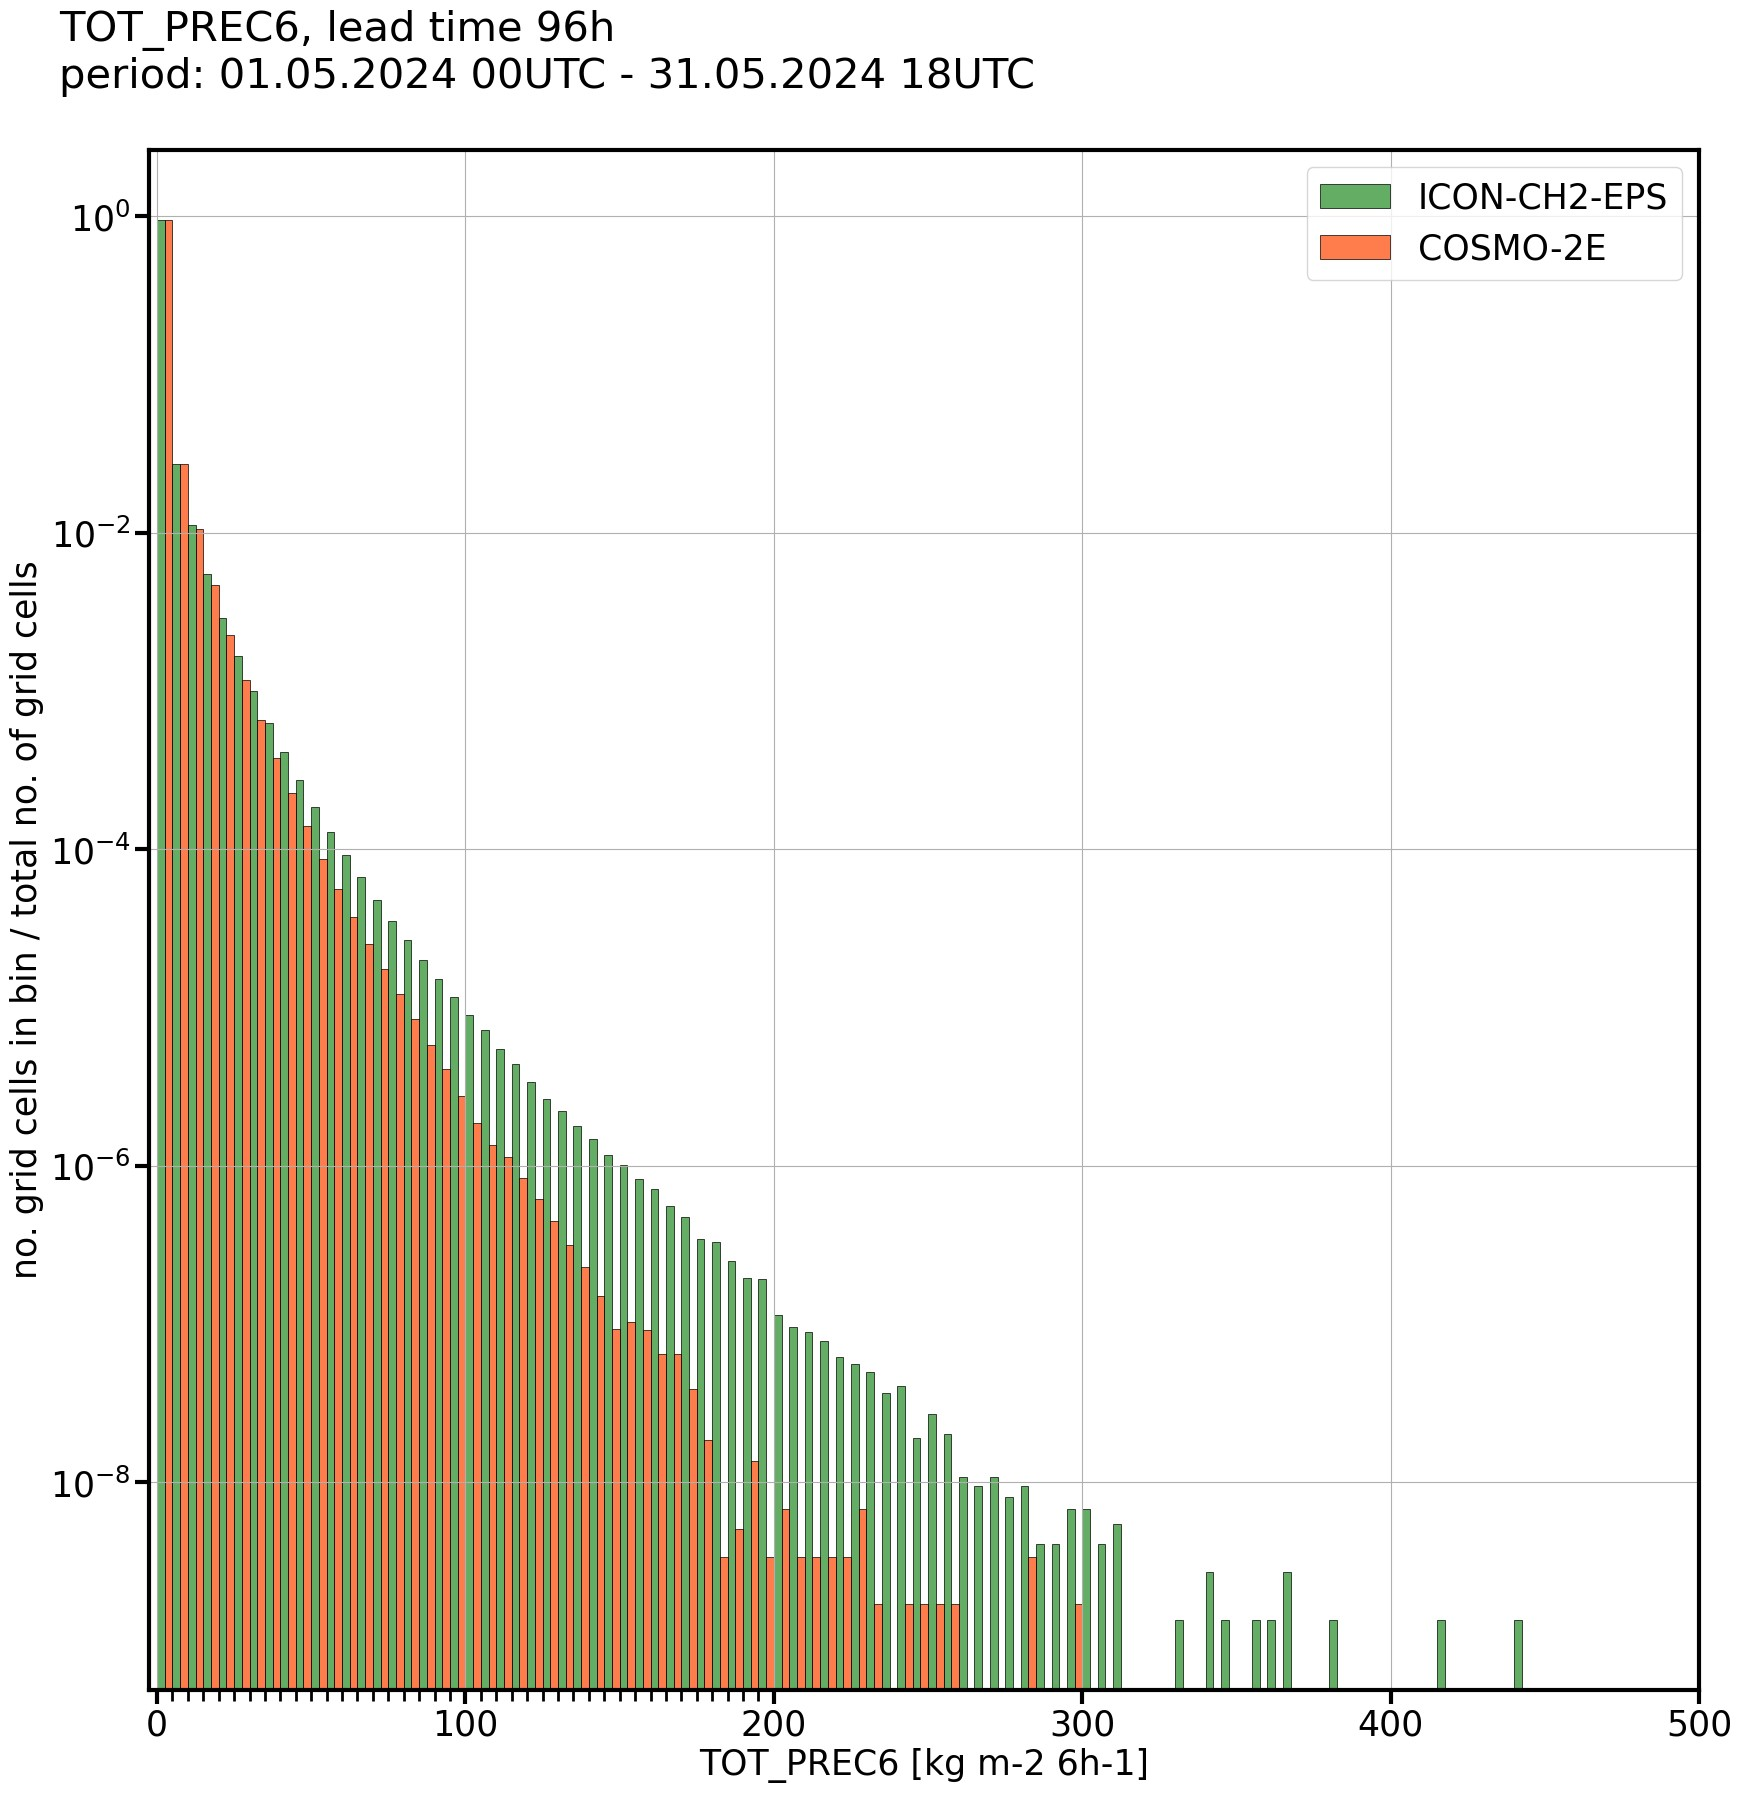 TOT_PREC6, lead time 96h
period: 01.05.2024 00UTC - 31.05.2024 18UTC
ICON-CH2-EPS
COSMO-2E
10⁰
10⁻²
10⁻⁴
10⁻⁶
10⁻⁸
no. grid cells in bin / total no. of grid cells
0 100 200 300 400 500
TOT_PREC6 [kg m-2 6h-1]